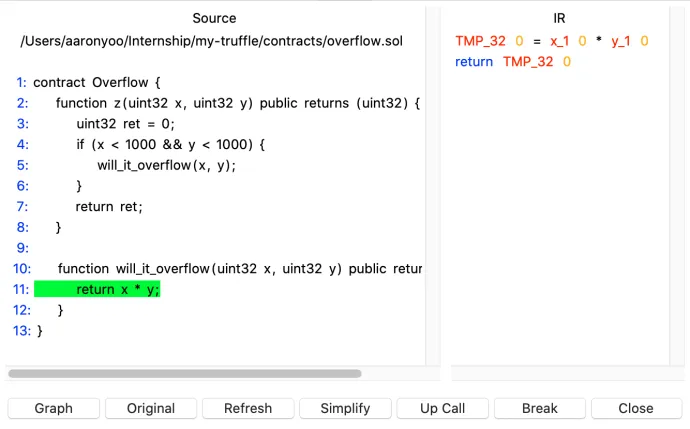 Source
/Users/aaronyoo/Internship/my-truffle/contracts/overflow.sol
1: contract Overflow {
2: function z(uint32 x, uint32 y) public returns (uint32) {
3: uint32 ret = 0;
4: if (x < 1000 && y < 1000) {
5: will_it_overflow(x, y);
6: }
7: return ret;
8: }
9:
10: function will_it_overflow(uint32 x, uint32 y) public retur
11: return x * y;
12: }
13: }
IR
TMP_32 0 = x_1 0 * y_1 0
return TMP_32 0
Graph Original Refresh Simplify Up Call Break Close